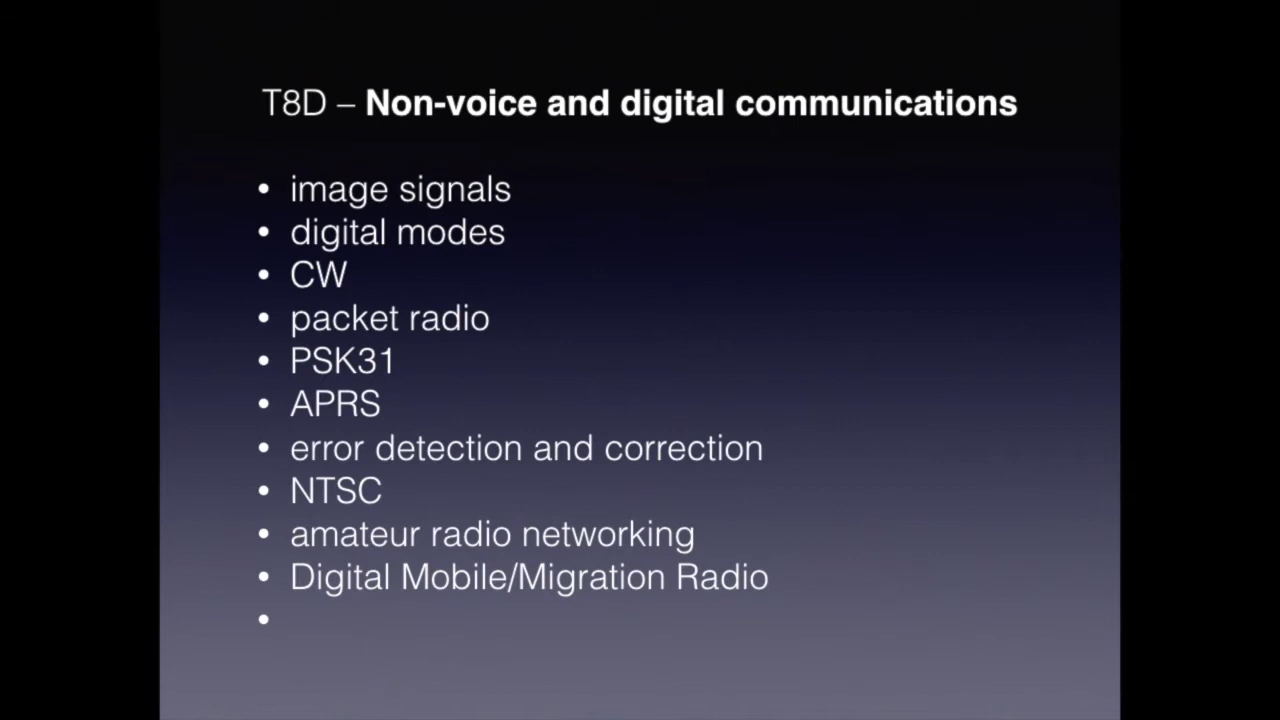 T8D – Non-voice and digital communications
• image signals
• digital modes
• CW
• packet radio
• PSK31
• APRS
• error detection and correction
• NTSC
• amateur radio networking
• Digital Mobile/Migration Radio
•